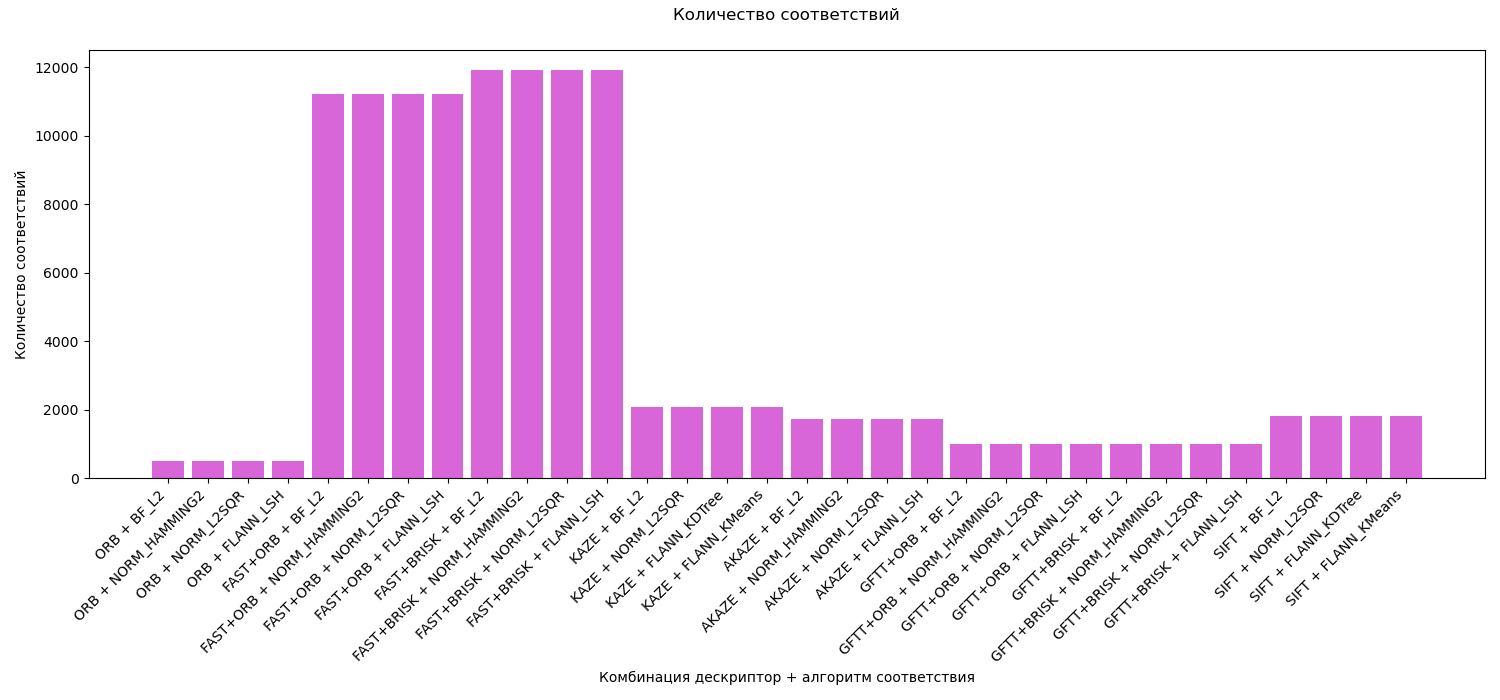 Количество соответствий
Количество соответствий
12000
10000
8000
6000
4000
2000
0
ORB + BF_L2
ORB + NORM_HAMMING2
ORB + NORM_L2SQR
ORB + FLANN_LSH
FAST+ORB + BF_L2
FAST+ORB + NORM_HAMMING2
FAST+ORB + NORM_L2SQR
FAST+ORB + FLANN_LSH
FAST+BRISK + BF_L2
FAST+BRISK + NORM_HAMMING2
FAST+BRISK + NORM_L2SQR
FAST+BRISK + FLANN_LSH
KAZE + BF_L2
KAZE + NORM_L2SQR
KAZE + FLANN_KDTree
KAZE + FLANN_KMeans
AKAZE + BF_L2
AKAZE + NORM_HAMMING2
AKAZE + NORM_L2SQR
AKAZE + FLANN_LSH
GFTT+ORB + BF_L2
GFTT+ORB + NORM_HAMMING2
GFTT+ORB + NORM_L2SQR
GFTT+ORB + FLANN_LSH
GFTT+BRISK + BF_L2
GFTT+BRISK + NORM_HAMMING2
GFTT+BRISK + NORM_L2SQR
GFTT+BRISK + FLANN_LSH
SIFT + BF_L2
SIFT + NORM_L2SQR
SIFT + FLANN_KDTree
SIFT + FLANN_KMeans
Комбинация дескриптор + алгоритм соответствия